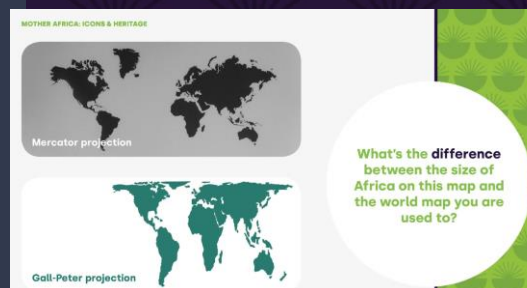 MOTHER AFRICA: ICONS & HERITAGE
Mercator projection
Gall-Peter projection
What's the difference
between the size of
Africa on this map and
the world map you are
used to?